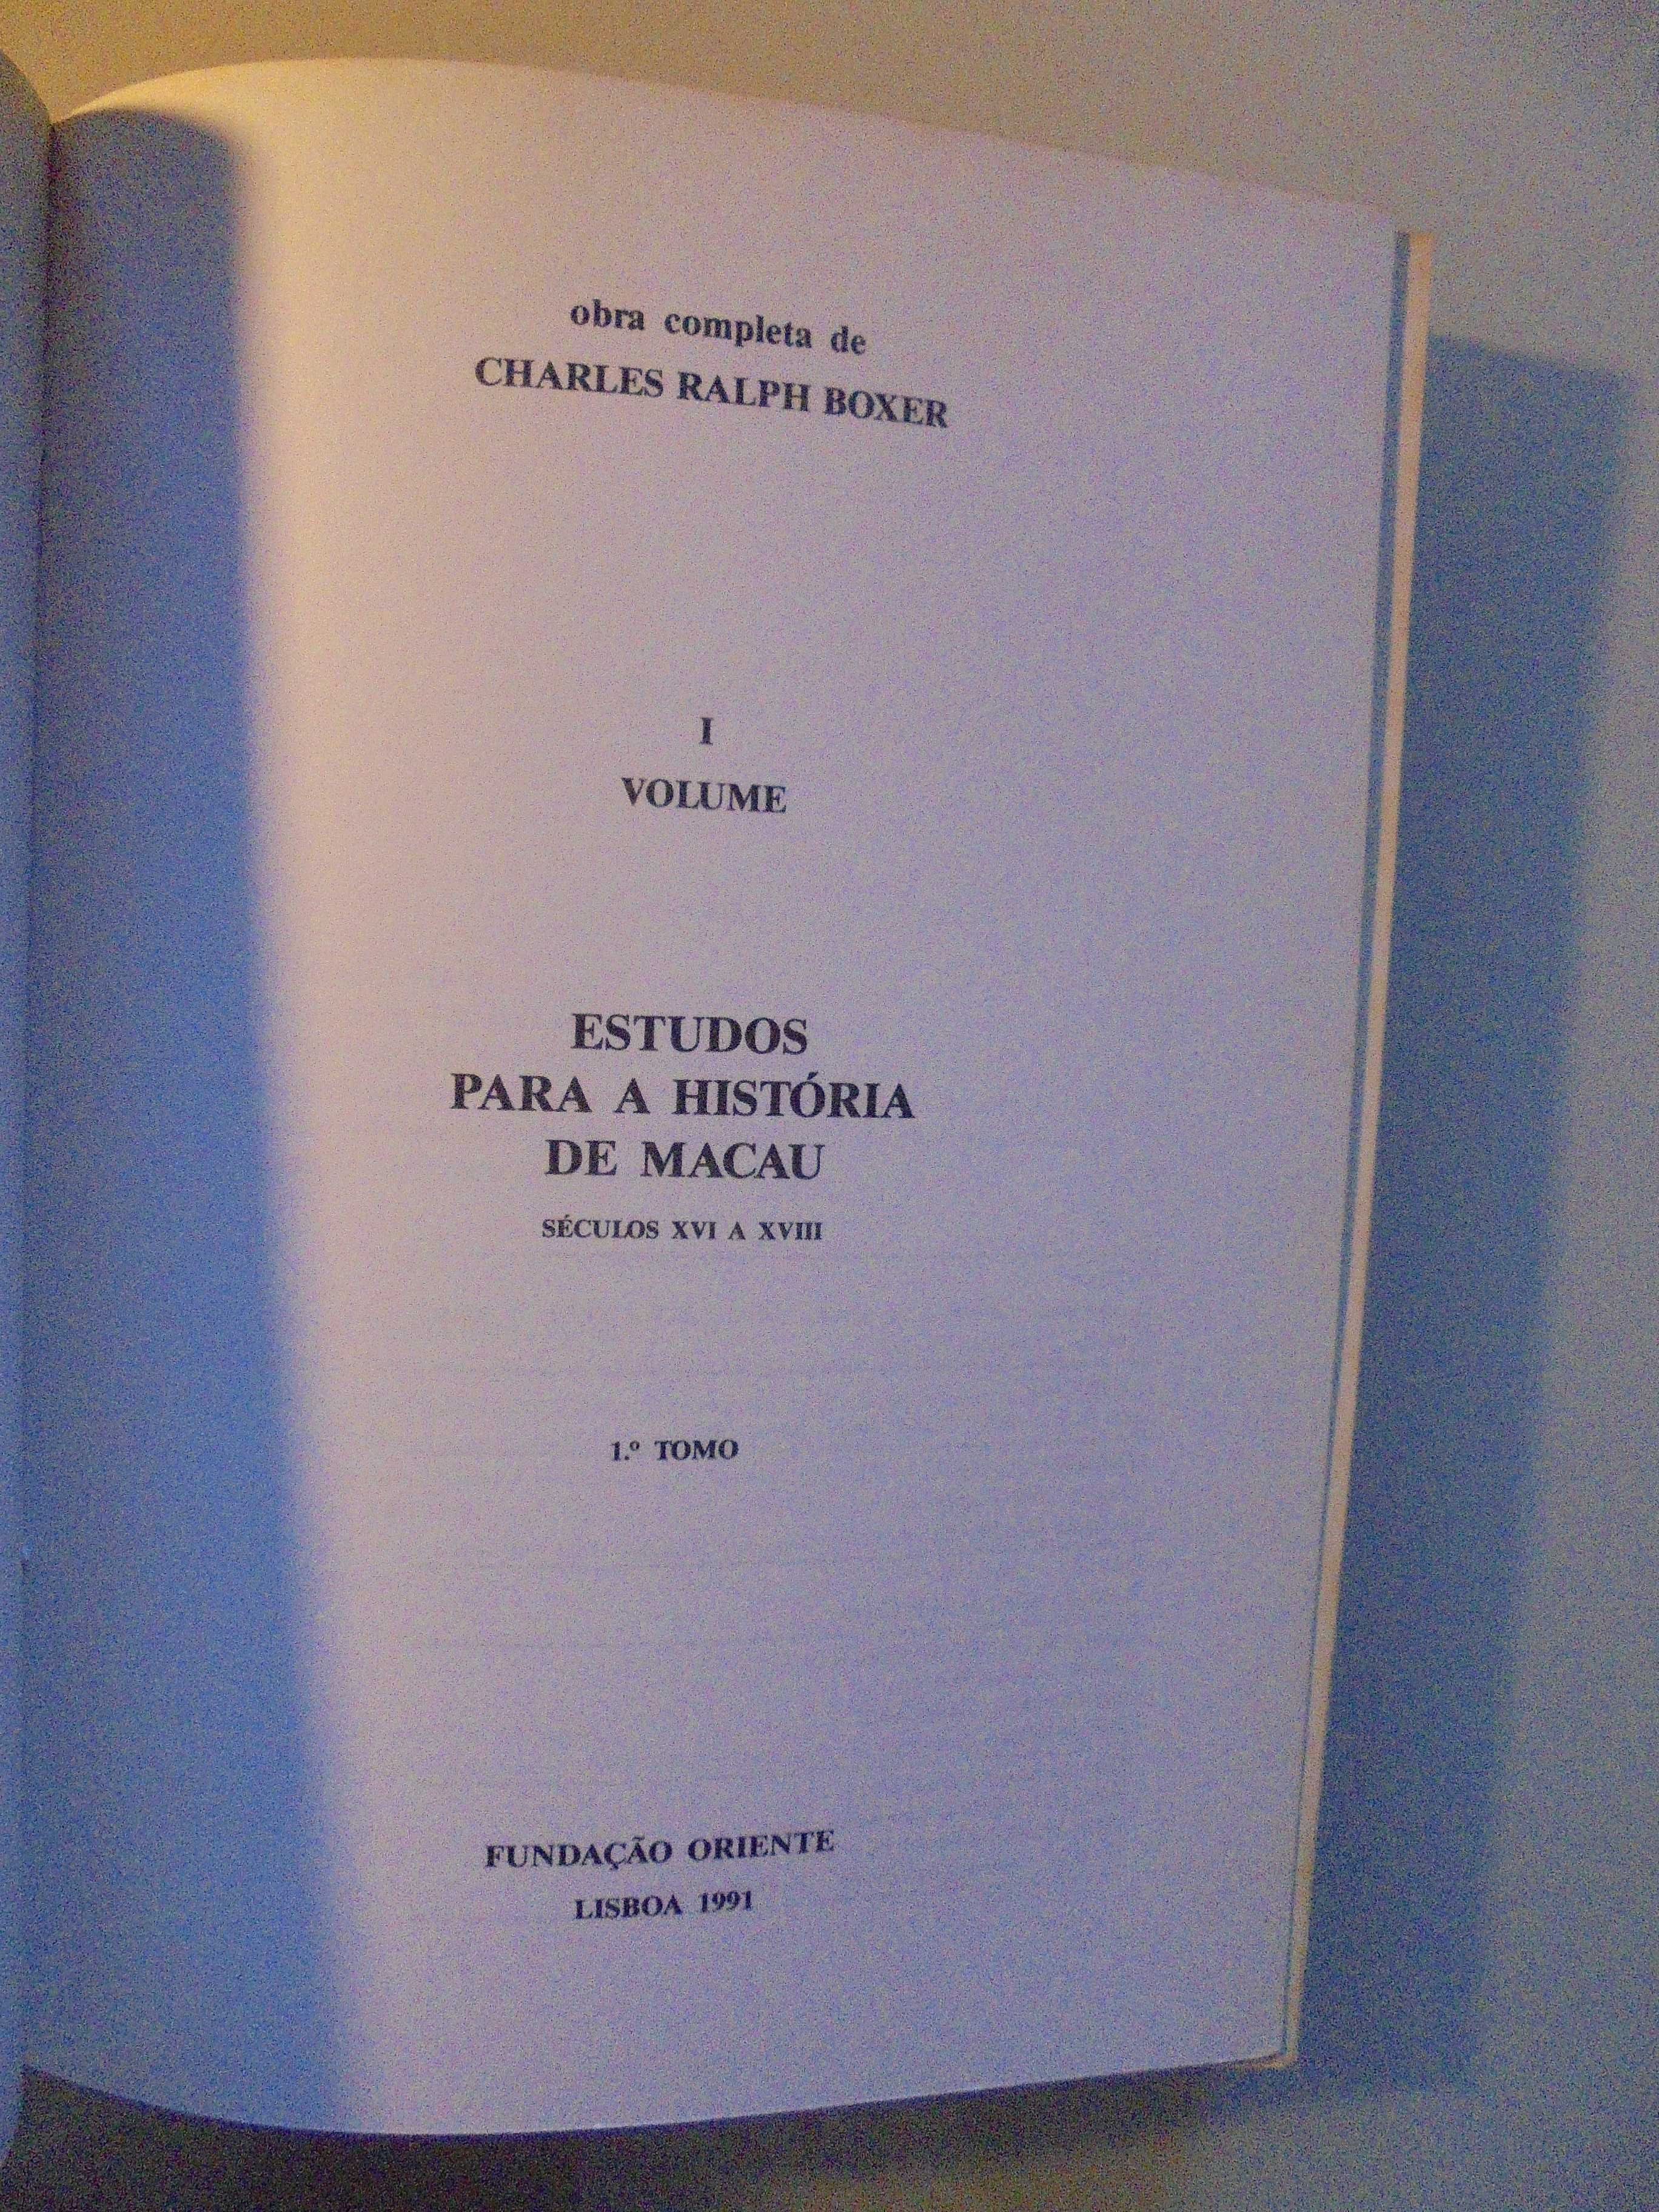 obra completa de
CHARLES RALPH BOXER
I
VOLUME
ESTUDOS
PARA A HISTÓRIA
DE MACAU
SÉCULOS XVI A XVIII
1.º TOMO
FUNDAÇÃO ORIENTE
LISBOA 1991